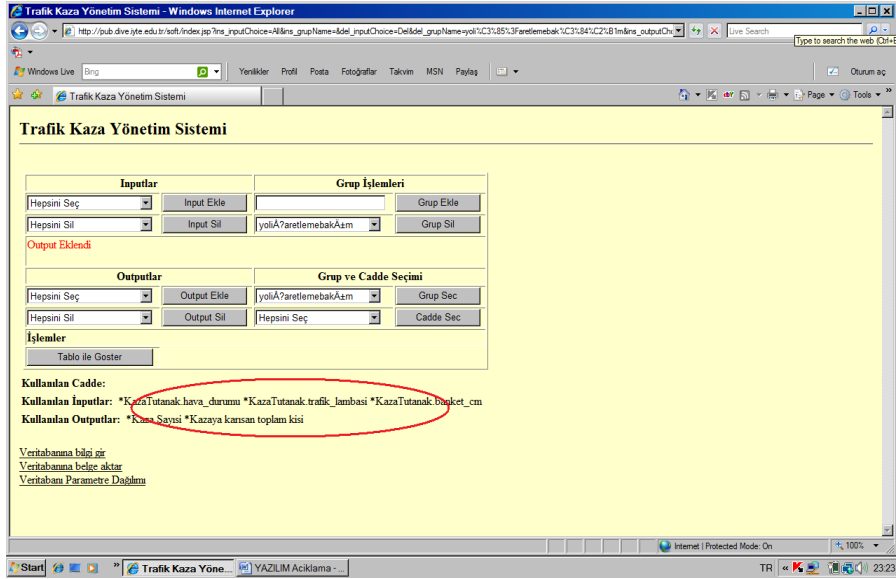 Trafik Kaza Yönetim Sistemi - Windows Internet Explorer
http://pub.dive.iyte.edu.tr/soft/index.jsp?ins_inputChoice=All&ins_grupName=&del_inputChoice=Del&del_grupName=yoli%C3%85%3Faretlemebak%C3%84%C2%B1m&ins_outputCh
Live Search
Type to search the web (Ctrl+E
Windows Live Bing Yenilikler Profil Posta Fotoğraflar Takvim MSN Paylaş Oturum aç
Trafik Kaza Yönetim Sistemi Page Tools »
Trafik Kaza Yönetim Sistemi
Inputlar Grup İşlemleri
Hepsini Seç Input Ekle Grup Ekle
Hepsini Sil Input Sil yoliÅ?aretlemebakÄ±m Grup Sil
Output Eklendi
Outputlar Grup ve Cadde Seçimi
Hepsini Seç Output Ekle yoliÅ?aretlemebakÄ±m Grup Sec
Hepsini Sil Output Sil Hepsini Seç Cadde Sec
İşlemler
Tablo ile Goster
Kullanılan Cadde:
Kullanılan İnputlar: *KazaTutanak.hava_durumu *KazaTutanak.trafik_lambasi *KazaTutanak.banket_cm
Kullanılan Outputlar: *Kaza Sayısi *Kazaya karısan toplam kisi
Veritabanına bilgi gir
Veritabanına belge aktar
Veritabanı Parametre Dağılımı
Internet | Protected Mode: On 100%
Start » Trafik Kaza Yöne... YAZILIM Aciklama - ... TR « 23:23